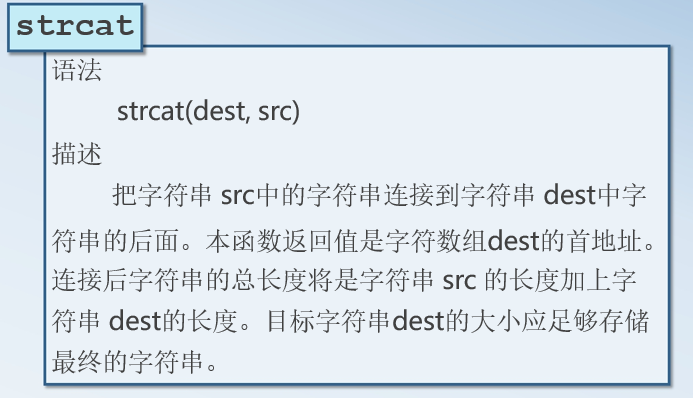 strcat
语法
strcat(dest, src)
描述
把字符串 src中的字符串连接到字符串 dest中字
符串的后面。本函数返回值是字符数组dest的首地址。
连接后字符串的总长度将是字符串 src 的长度加上字
符串 dest的长度。目标字符串dest的大小应足够存储
最终的字符串。